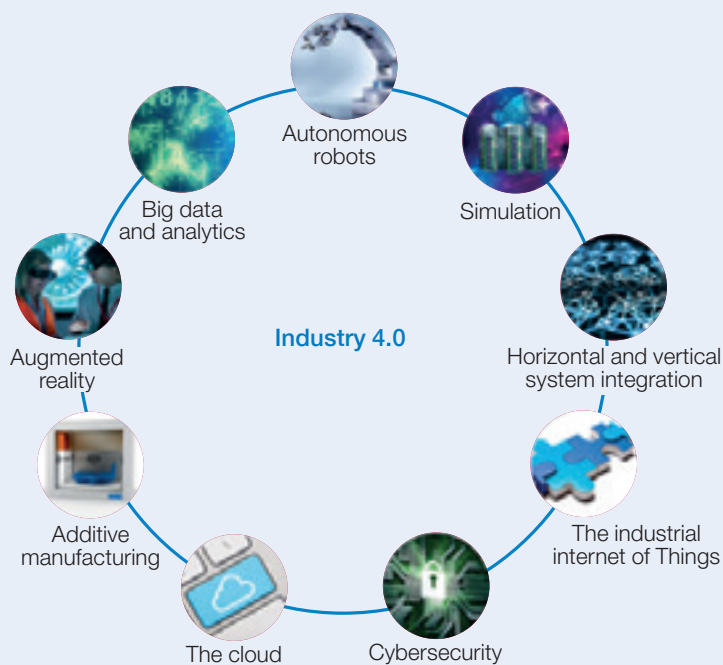 Autonomous
robots
Simulation
Horizontal and vertical
system integration
The industrial
internet of Things
Cybersecurity
The cloud
Additive
manufacturing
Augmented
reality
Big data
and analytics
Industry 4.0